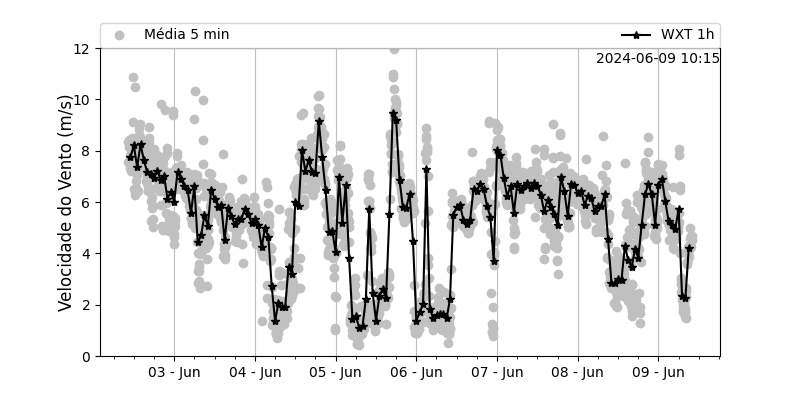 Média 5 min
WXT 1h
2024-06-09 10:15
Velocidade do Vento (m/s)
12
10
8
6
4
2
0
03 - Jun
04 - Jun
05 - Jun
06 - Jun
07 - Jun
08 - Jun
09 - Jun